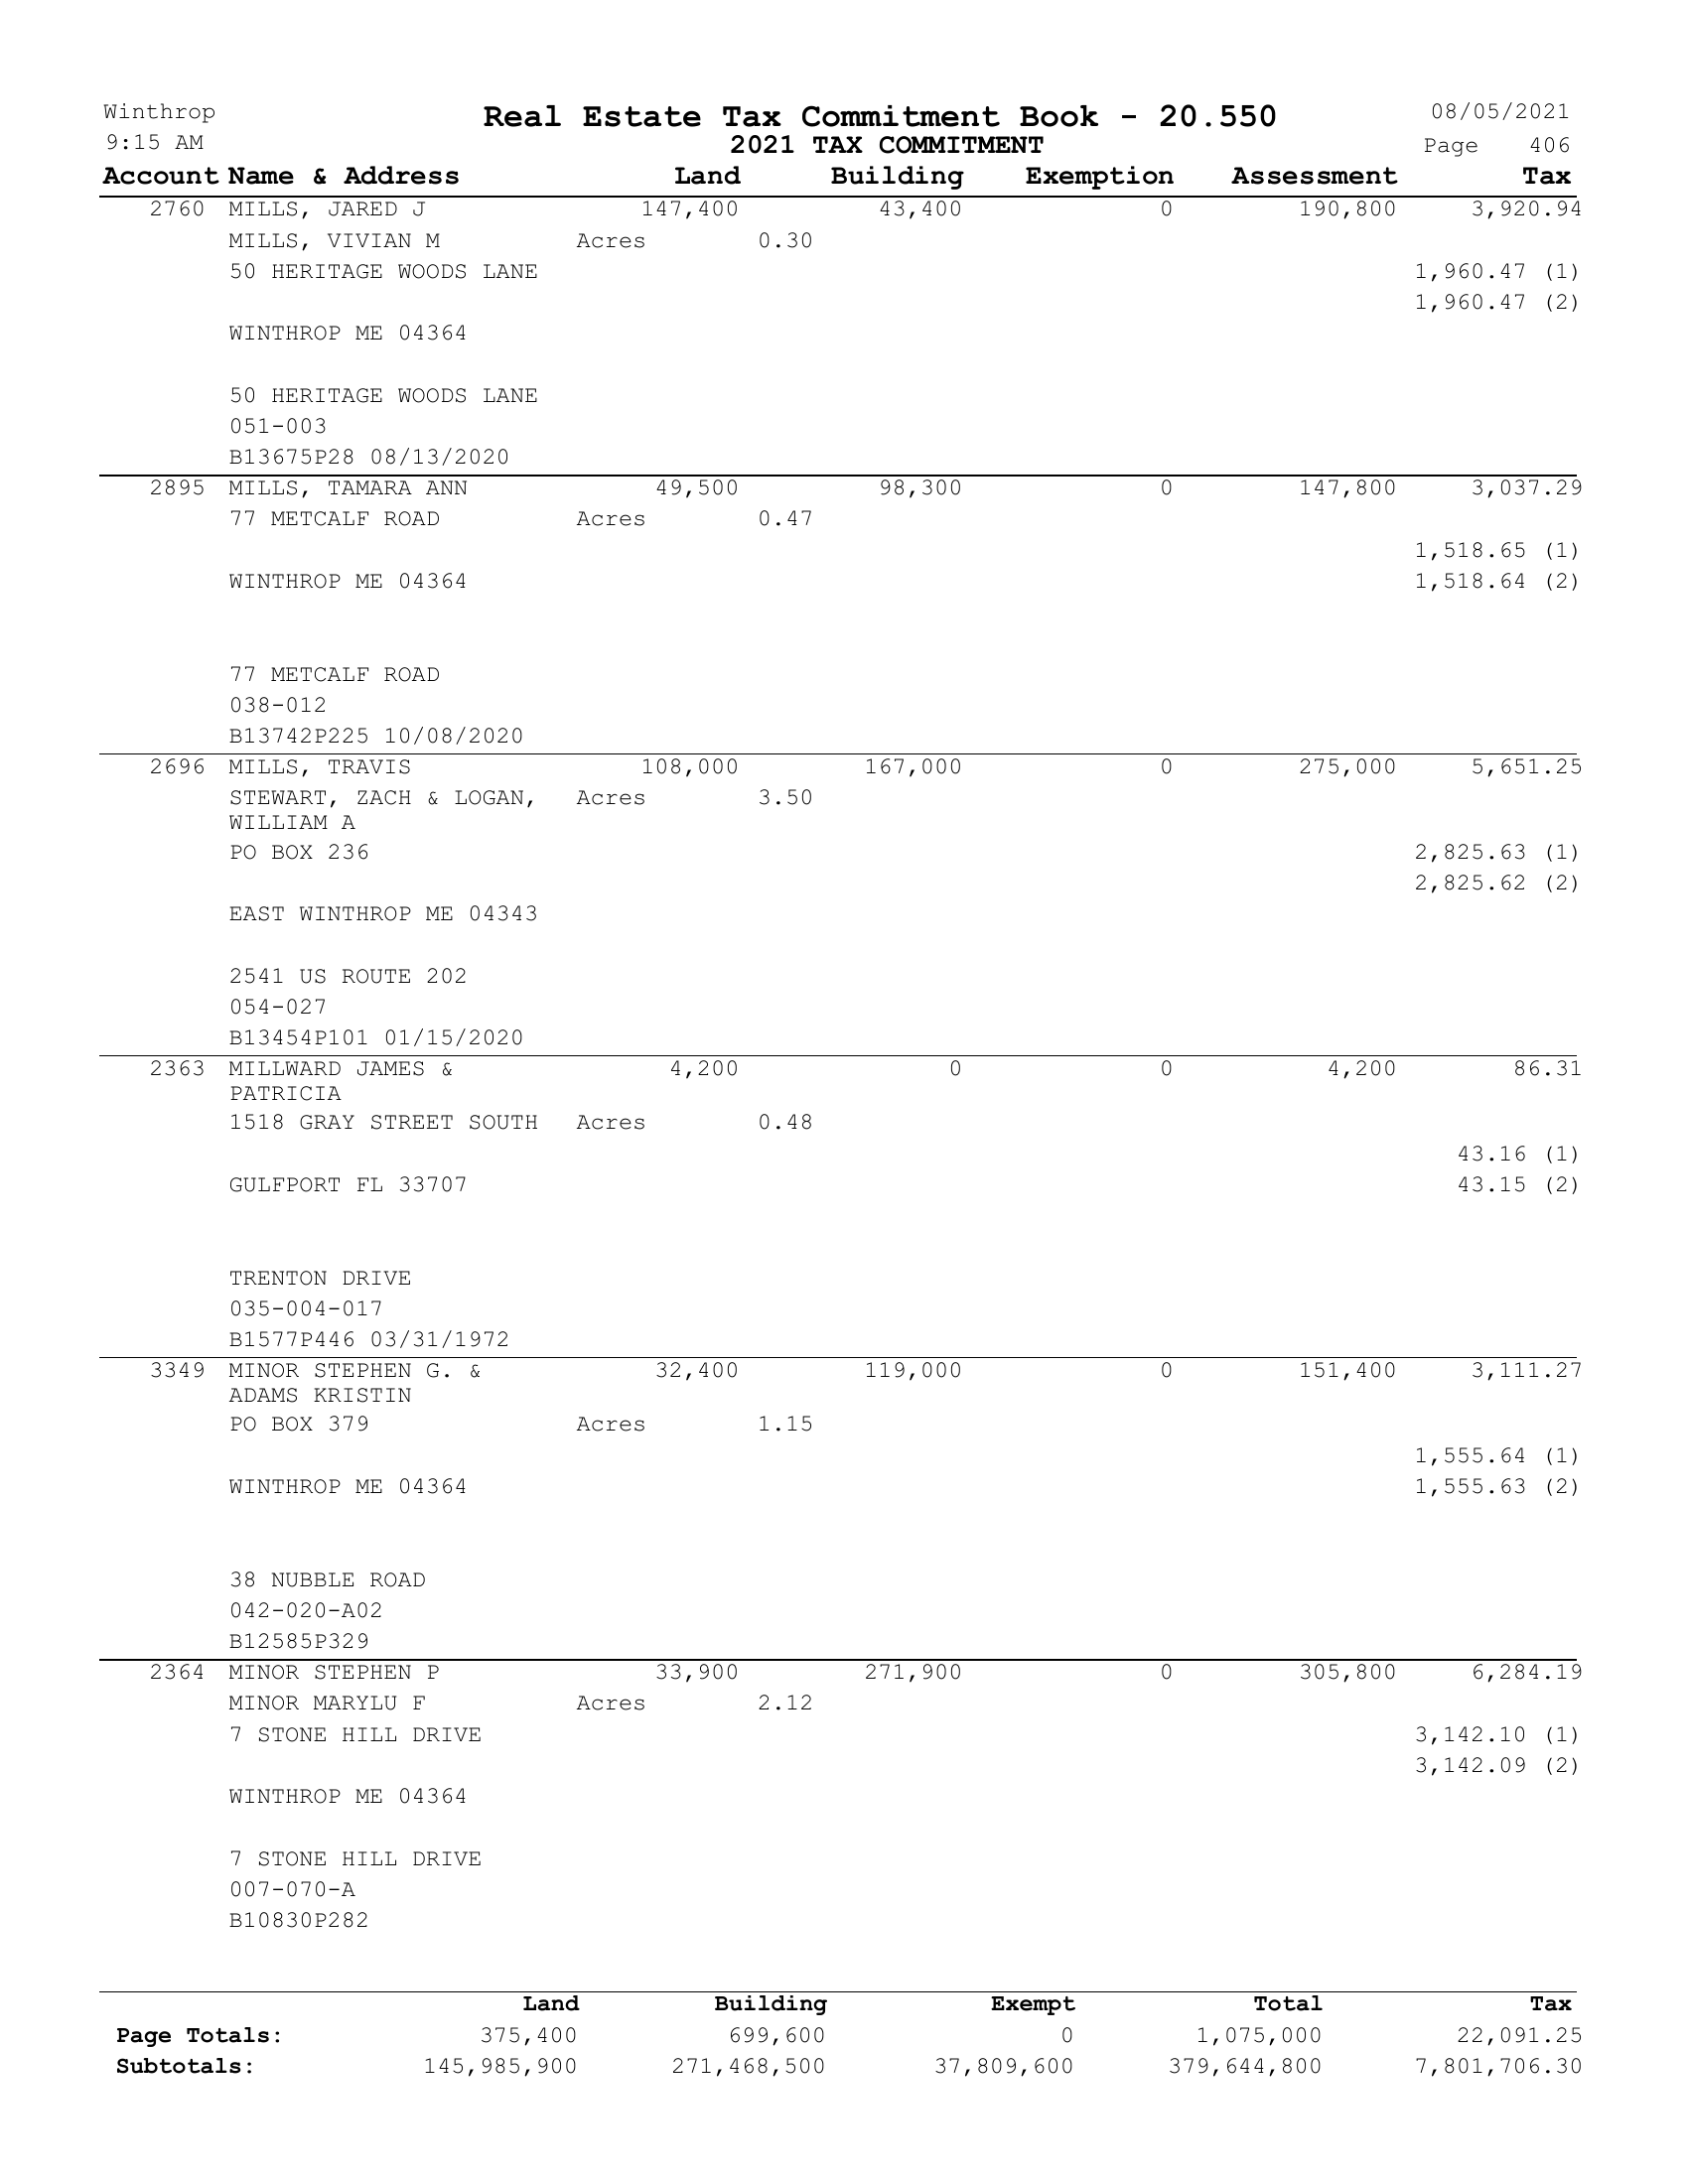 Winthrop Real Estate Tax Commitment Book - 20.550 08/05/2021
9:15 AM 2021 TAX COMMITMENT Page 406
Account Name & Address Land Building Exemption Assessment Tax
2760 MILLS, JARED J 147,400 43,400 0 190,800 3,920.94
MILLS, VIVIAN M Acres 0.30
50 HERITAGE WOODS LANE 1,960.47 (1)
1,960.47 (2)
WINTHROP ME 04364
50 HERITAGE WOODS LANE
051-003
B13675P28 08/13/2020
2895 MILLS, TAMARA ANN 49,500 98,300 0 147,800 3,037.29
77 METCALF ROAD Acres 0.47
1,518.65 (1)
WINTHROP ME 04364 1,518.64 (2)
77 METCALF ROAD
038-012
B13742P225 10/08/2020
2696 MILLS, TRAVIS 108,000 167,000 0 275,000 5,651.25
STEWART, ZACH & LOGAN, Acres 3.50
WILLIAM A
PO BOX 236 2,825.63 (1)
2,825.62 (2)
EAST WINTHROP ME 04343
2541 US ROUTE 202
054-027
B13454P101 01/15/2020
2363 MILLWARD JAMES & 4,200 0 0 4,200 86.31
PATRICIA
1518 GRAY STREET SOUTH Acres 0.48
43.16 (1)
GULFPORT FL 33707 43.15 (2)
TRENTON DRIVE
035-004-017
B1577P446 03/31/1972
3349 MINOR STEPHEN G. & 32,400 119,000 0 151,400 3,111.27
ADAMS KRISTIN
PO BOX 379 Acres 1.15
1,555.64 (1)
WINTHROP ME 04364 1,555.63 (2)
38 NUBBLE ROAD
042-020-A02
B12585P329
2364 MINOR STEPHEN P 33,900 271,900 0 305,800 6,284.19
MINOR MARYLU F Acres 2.12
7 STONE HILL DRIVE 3,142.10 (1)
3,142.09 (2)
WINTHROP ME 04364
7 STONE HILL DRIVE
007-070-A
B10830P282
Land Building Exempt Total Tax
Page Totals: 375,400 699,600 0 1,075,000 22,091.25
Subtotals: 145,985,900 271,468,500 37,809,600 379,644,800 7,801,706.30